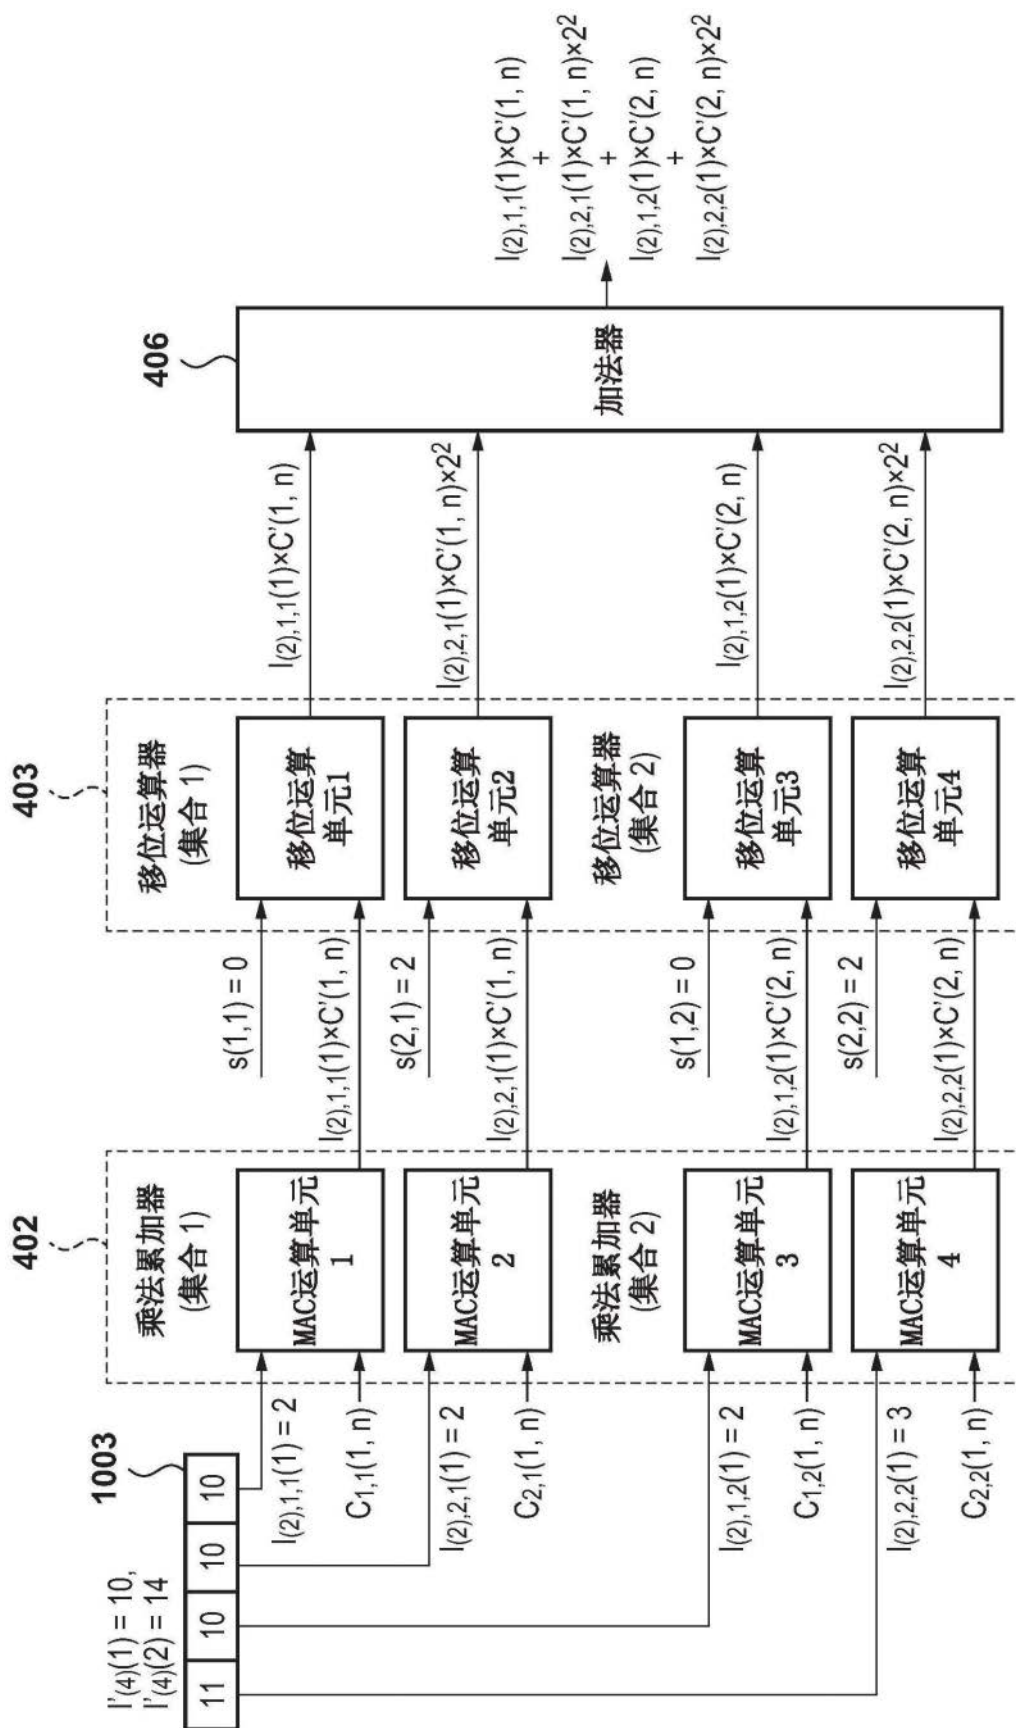 I'(4)(1) = 10,
I'(4)(2) = 14
1003
11
10
10
10
I(2),1,1(1) = 2
C1,1(1, n)
I(2),2,1(1) = 2
C2,1(1, n)
I(2),1,2(1) = 2
C1,2(1, n)
I(2),2,2(1) = 3
C2,2(1, n)
402
乘法累加器
(集合 1)
MAC运算单元
1
MAC运算单元
2
乘法累加器
(集合 2)
MAC运算单元
3
MAC运算单元
4
s(1,1) = 0
I(2),1,1(1)×C'(1, n)
s(2,1) = 2
I(2),2,1(1)×C'(1, n)
s(1,2) = 0
I(2),1,2(1)×C'(2, n)
s(2,2) = 2
I(2),2,2(1)×C'(2, n)
403
移位运算器
(集合 1)
移位运算
单元1
移位运算
单元2
移位运算器
(集合 2)
移位运算
单元3
移位运算
单元4
I(2),1,1(1)×C'(1, n)
I(2),2,1(1)×C'(1, n)×2²
I(2),1,2(1)×C'(2, n)
I(2),2,2(1)×C'(2, n)×2²
406
加法器
I(2),1,1(1)×C'(1, n)
+
I(2),2,1(1)×C'(1, n)×2²
+
I(2),1,2(1)×C'(2, n)
+
I(2),2,2(1)×C'(2, n)×2²